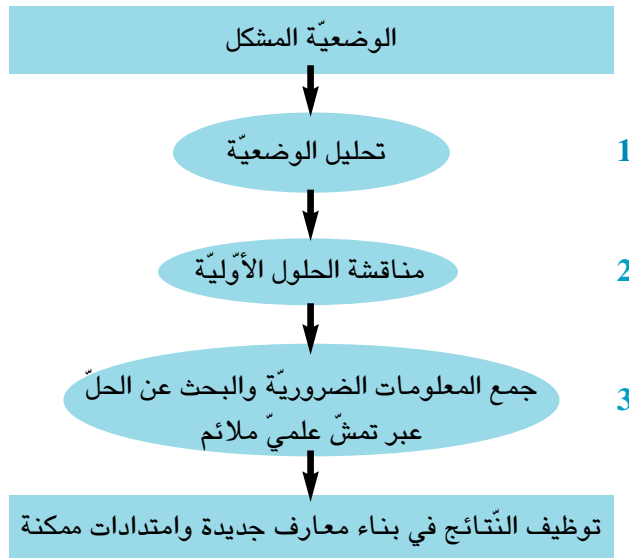 الوضعيّة المشكل
تحليل الوضعيّة
1
مناقشة الحلول الأوّليّة
2
جمع المعلومات الضروريّة والبحث عن الحلّ
عبر تمشّ علميّ ملائم
3
توظيف النّتائج في بناء معارف جديدة وامتدادات ممكنة